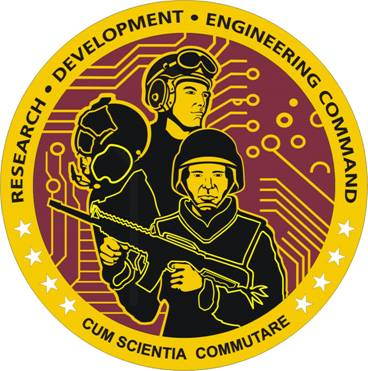 RESEARCH • DEVELOPMENT • ENGINEERING COMMAND
CUM SCIENTIA COMMUTARE